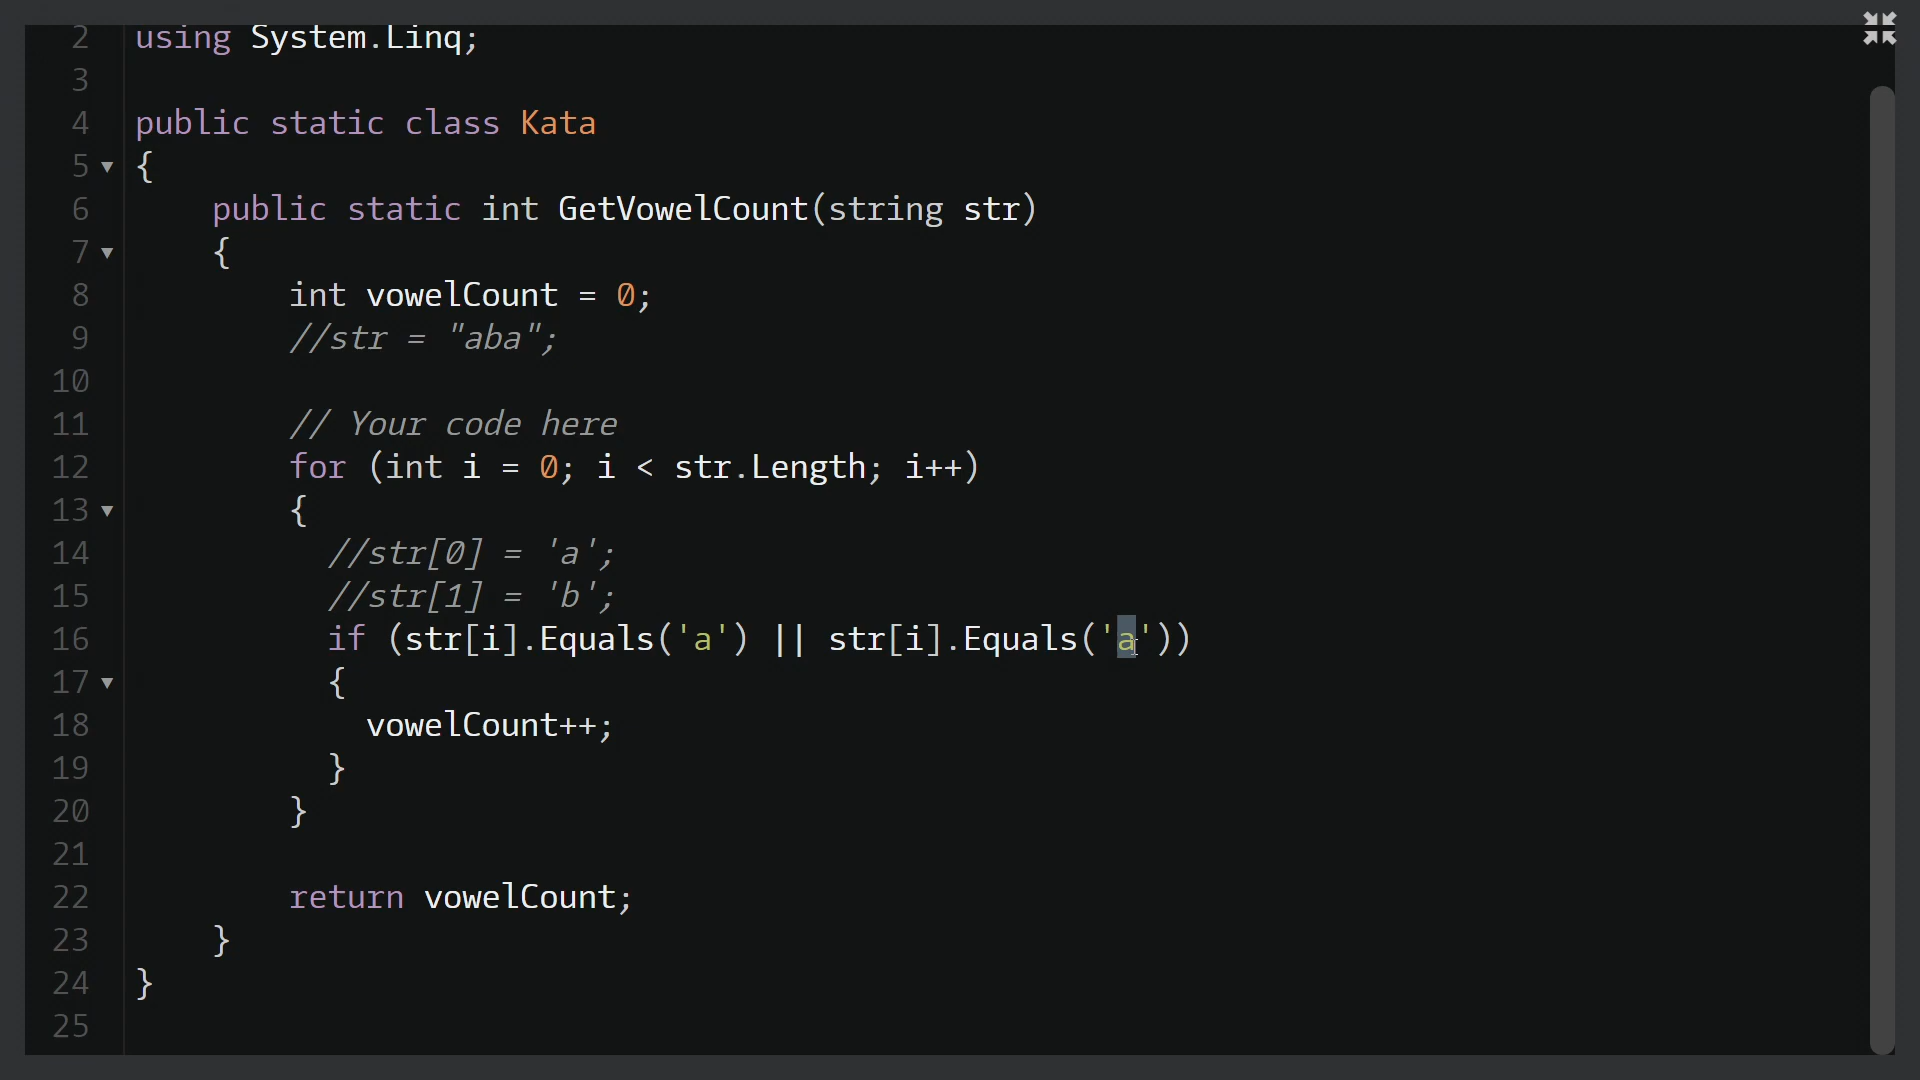 2 using System.Linq;
3
4 public static class Kata
5 {
6 public static int GetVowelCount(string str)
7 {
8 int vowelCount = 0;
9 //str = "aba";
10
11 // Your code here
12 for (int i = 0; i < str.Length; i++)
13 {
14 //str[0] = 'a';
15 //str[1] = 'b';
16 if (str[i].Equals('a') || str[i].Equals('a'))
17 {
18 vowelCount++;
19 }
20 }
21
22 return vowelCount;
23 }
24 }
25